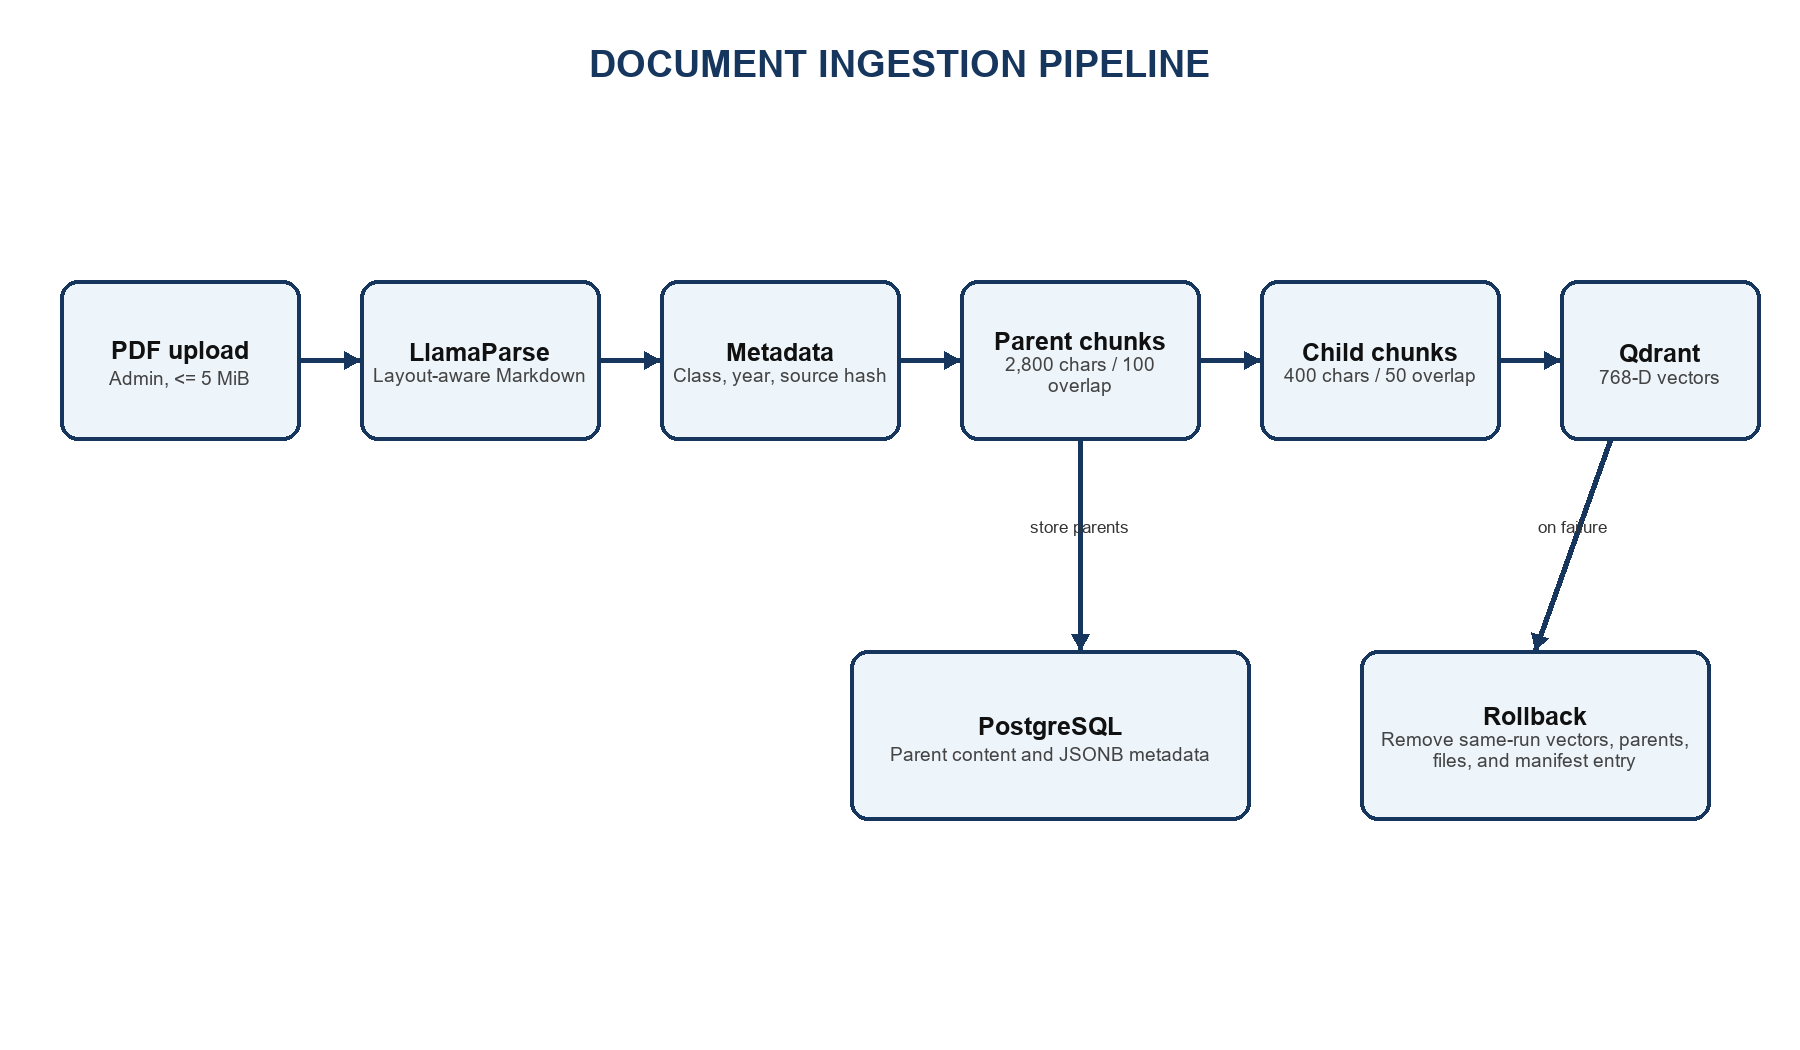 DOCUMENT INGESTION PIPELINE
PDF upload
Admin, <= 5 MiB
LlamaParse
Layout-aware Markdown
Metadata
Class, year, source hash
Parent chunks
2,800 chars / 100
overlap
Child chunks
400 chars / 50 overlap
Qdrant
768-D vectors
store parents
on failure
PostgreSQL
Parent content and JSONB metadata
Rollback
Remove same-run vectors, parents,
files, and manifest entry